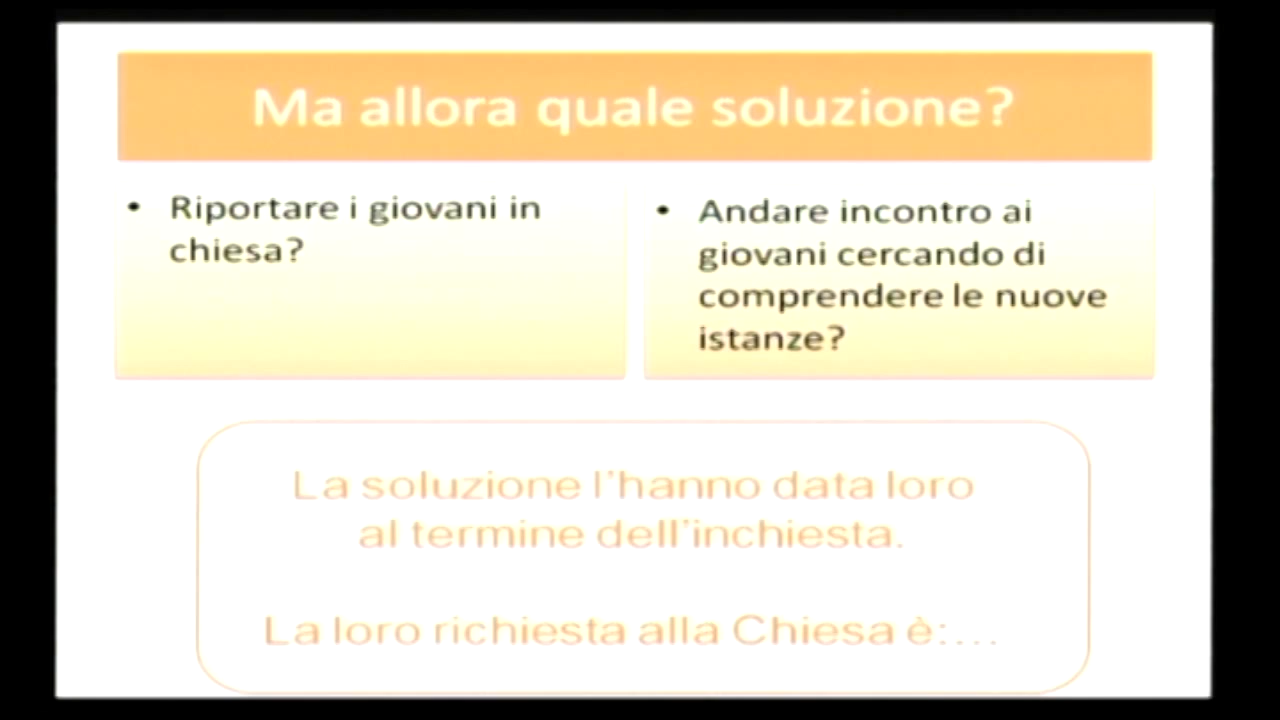 Ma allora quale soluzione?
• Riportare i giovani in
chiesa?
• Andare incontro ai
giovani cercando di
comprendere le nuove
istanze?
La soluzione l'hanno data loro
al termine dell'inchiesta.
La loro richiesta alla Chiesa è:...